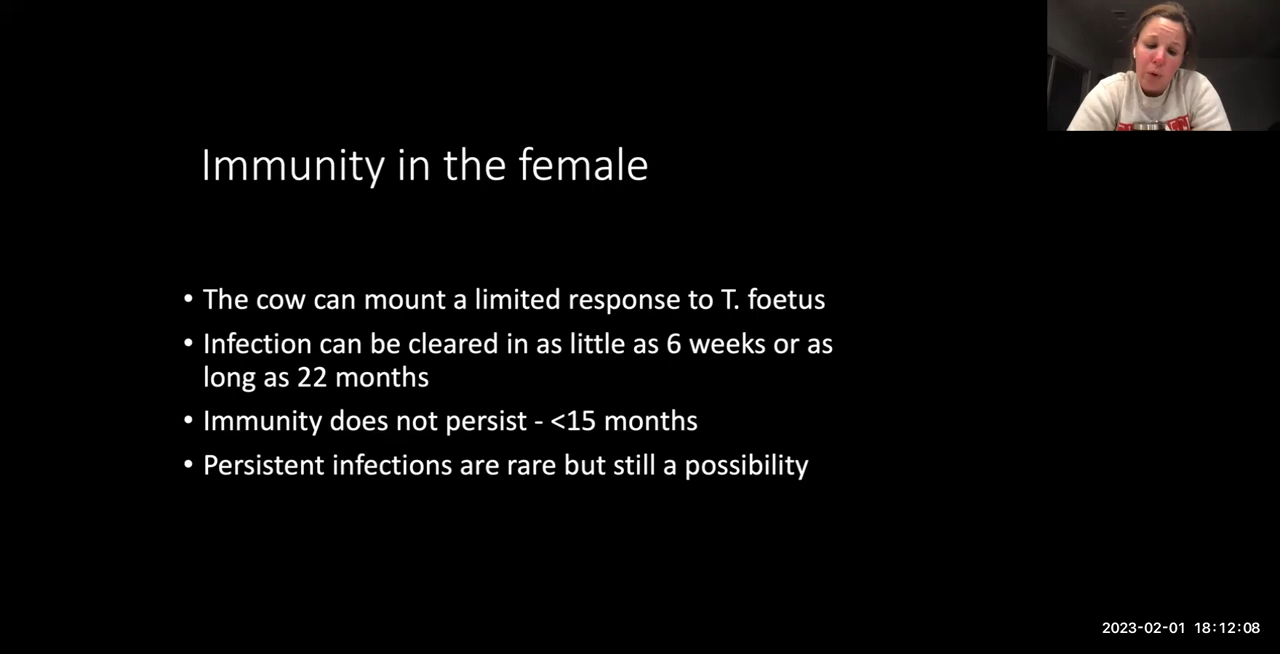 Immunity in the female
• The cow can mount a limited response to T. foetus
• Infection can be cleared in as little as 6 weeks or as
long as 22 months
• Immunity does not persist - <15 months
• Persistent infections are rare but still a possibility
2023-02-01 18:12:08